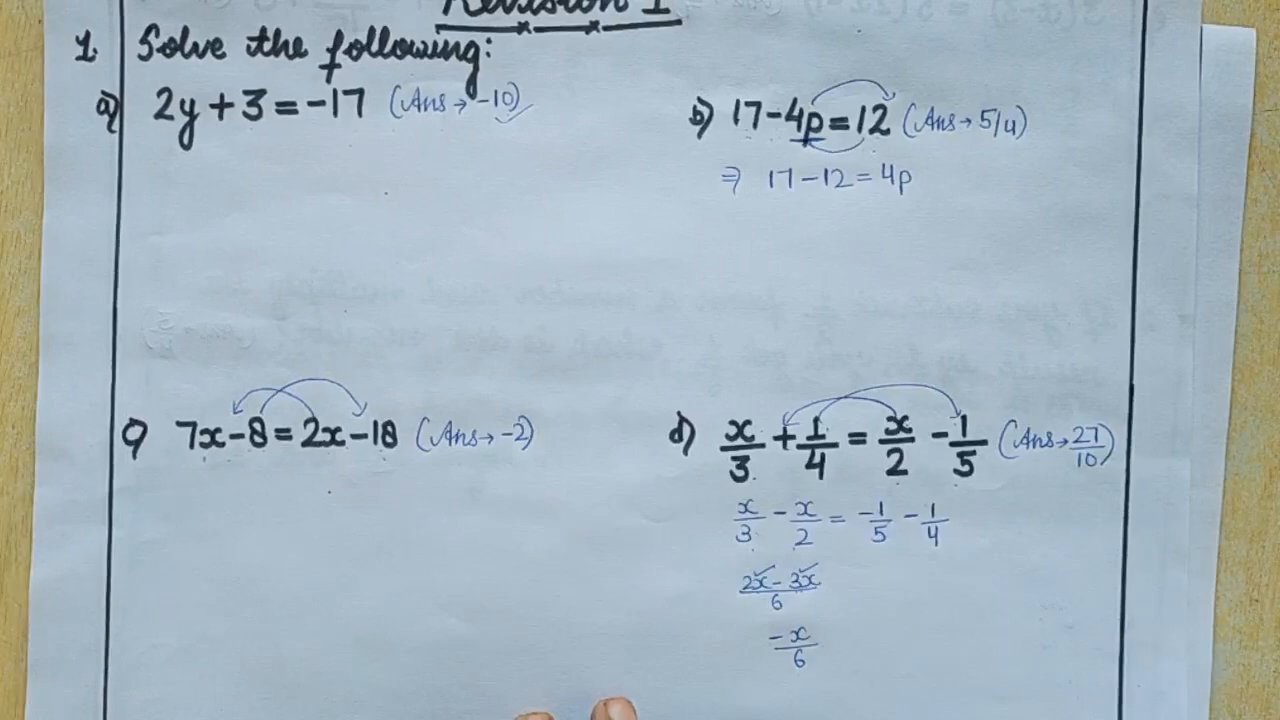 Revision I
1. Solve the following:
a) 2y + 3 = -17 (Ans → -10)
b) 17 - 4p = 12 (Ans → 5/4)
⇒ 17 - 12 = 4p
c) 7x - 8 = 2x - 18 (Ans → -2)
d) x/3 + 1/4 = x/2 - 1/5 (Ans → 27/10)
x/3 - x/2 = -1/5 - 1/4
2x - 3x/6
-x/6